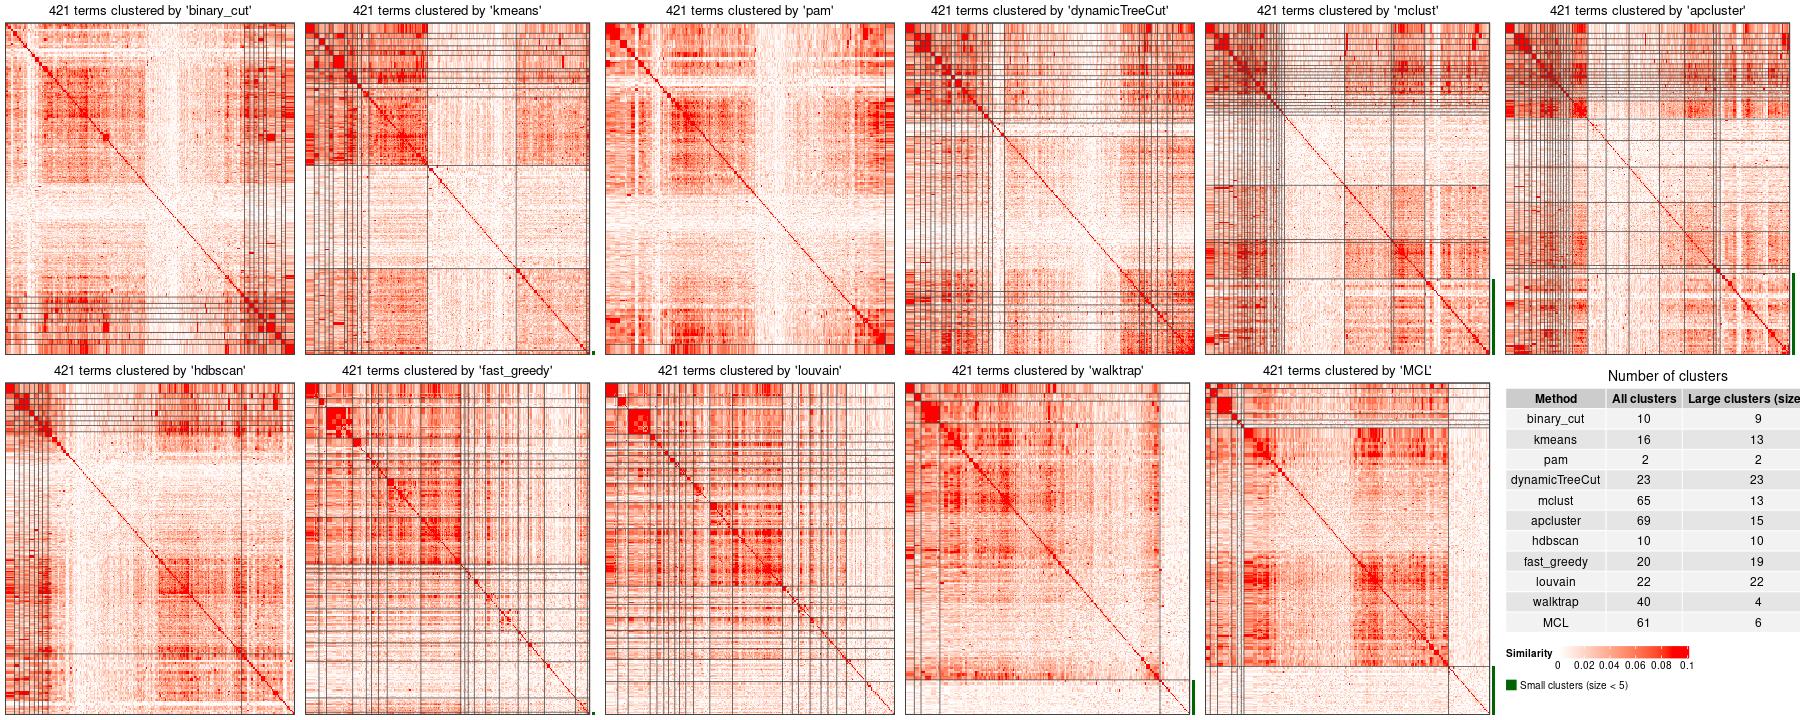 421 terms clustered by 'binary_cut'
421 terms clustered by 'kmeans'
421 terms clustered by 'pam'
421 terms clustered by 'dynamicTreeCut'
421 terms clustered by 'mclust'
421 terms clustered by 'apcluster'
421 terms clustered by 'hdbscan'
421 terms clustered by 'fast_greedy'
421 terms clustered by 'louvain'
421 terms clustered by 'walktrap'
421 terms clustered by 'MCL'
Number of clusters
Method All clusters Large clusters (size
binary_cut 10 9
kmeans 16 13
pam 2 2
dynamicTreeCut 23 23
mclust 65 13
apcluster 69 15
hdbscan 10 10
fast_greedy 20 19
louvain 22 22
walktrap 40 4
MCL 61 6
Similarity
0 0.02 0.04 0.06 0.08 0.1
Small clusters (size < 5)